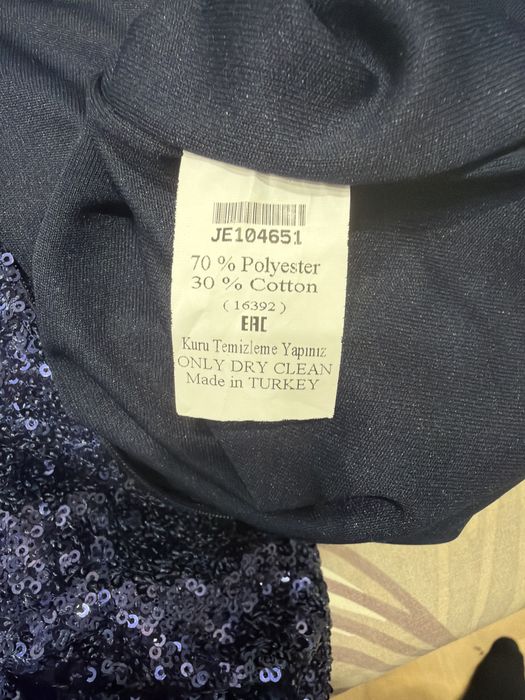 JE104651
70 % Polyester
30 % Cotton
( 16392 )
EAC
Kuru Temizleme Yapınız
ONLY DRY CLEAN
Made in TURKEY